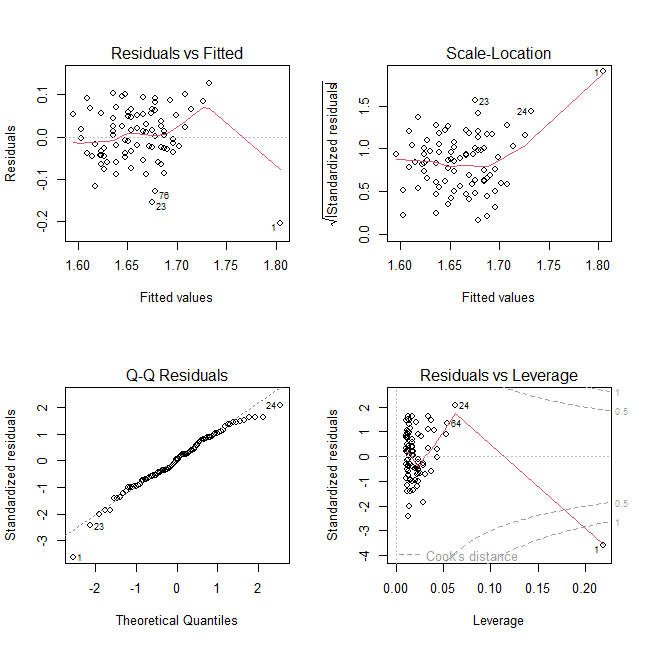 Residuals vs Fitted
Residuals
0.1
0.0
-0.1
-0.2
76
23
1
1.60 1.65 1.70 1.75 1.80
Fitted values
Scale-Location
√|Standardized residuals|
1.5
1.0
0.5
0.0
1
23
24
1.60 1.65 1.70 1.75 1.80
Fitted values
Q-Q Residuals
Standardized residuals
2
1
0
-1
-2
-3
24
23
1
-2 -1 0 1 2
Theoretical Quantiles
Residuals vs Leverage
Standardized residuals
2
1
0
-1
-2
-3
-4
24
64
1
1
0.5
0.5
1
Cook's distance
0.00 0.05 0.10 0.15 0.20
Leverage